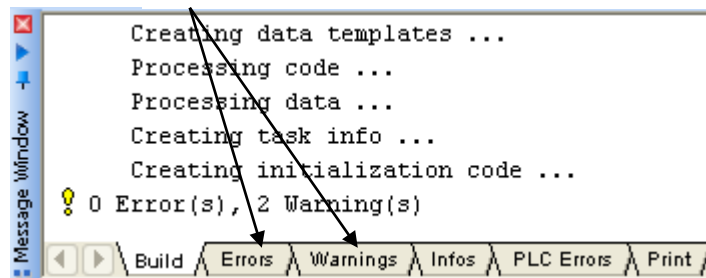 Creating data templates ...
Processing code ...
Processing data ...
Creating task info ...
Creating initialization code ...
0 Error(s), 2 Warning(s)
Message Window
Build Errors Warnings Infos PLC Errors Print